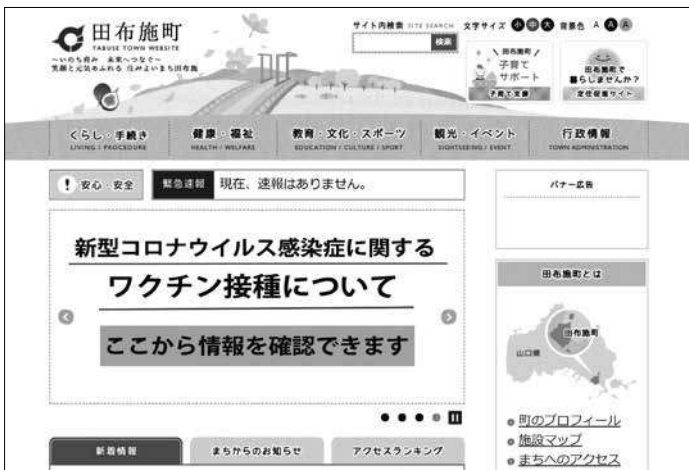 田布施町
TABUSE TOWN WEBSITE
～いのち育み 未来へつなぐ～
笑顔と元気あふれる 住みよいまち田布施
サイト内検索 SITE SEARCH 文字サイズ 小 中 大 背景色 A A A
検索
田布施町
子育て
サポート
子育て支援
田布施町で
暮らしませんか?
定住促進サイト
くらし・手続き
LIVING / PROCEDURE
健康・福祉
HEALTH / WELFARE
教育・文化・スポーツ
EDUCATION / CULTURE / SPORT
観光・イベント
SIGHTSEEING / EVENT
行政情報
TOWN ADMINISTRATION
! 安心・安全
緊急速報 現在、速報はありません。
バナー広告
新型コロナウイルス感染症に関する
ワクチン接種について
ここから情報を確認できます
田布施町とは
田布施町
山口県
町のプロフィール
施設マップ
まちへのアクセス
新着情報
まちからのお知らせ
アクセスランキング